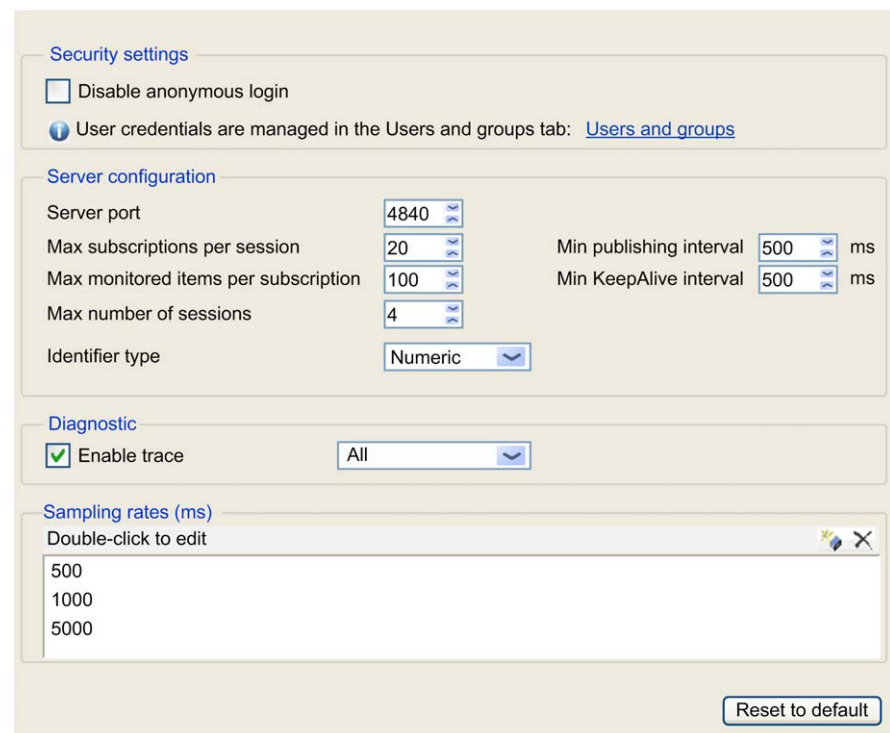 Security settings
Disable anonymous login
User credentials are managed in the Users and groups tab: Users and groups
Server configuration
Server port 4840
Max subscriptions per session 20 Min publishing interval 500 ms
Max monitored items per subscription 100 Min KeepAlive interval 500 ms
Max number of sessions 4
Identifier type Numeric
Diagnostic
Enable trace All
Sampling rates (ms)
Double-click to edit
500
1000
5000
Reset to default